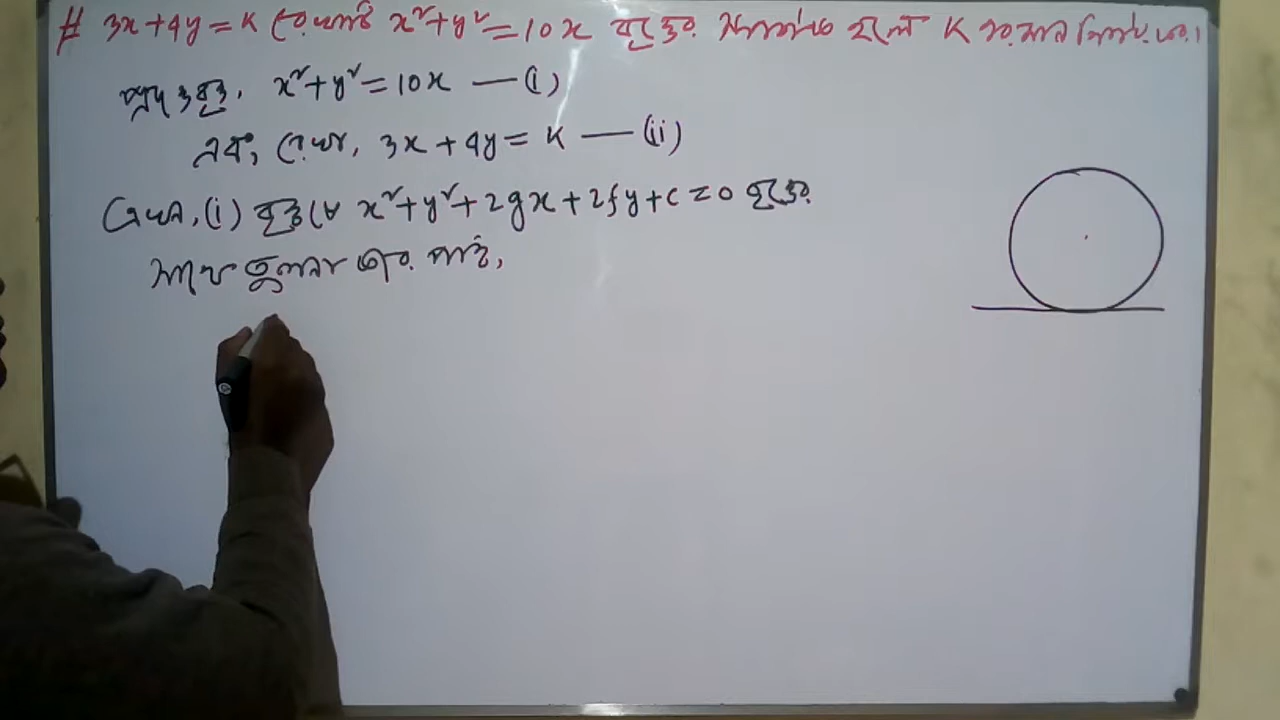 # 3x+4y=K রেখাটি x²+y²=10x বৃত্তের স্পর্শক হলে K এর মান নির্ণয় কর।
প্রদত্ত বৃত্ত, x²+y²=10x —(i)
এবং রেখা, 3x+4y= K —(ii)
এখন, (i) বৃত্তকে x²+y²+2gx+2fy+c=0 বৃত্তের
সাথে তুলনা করে পাই,